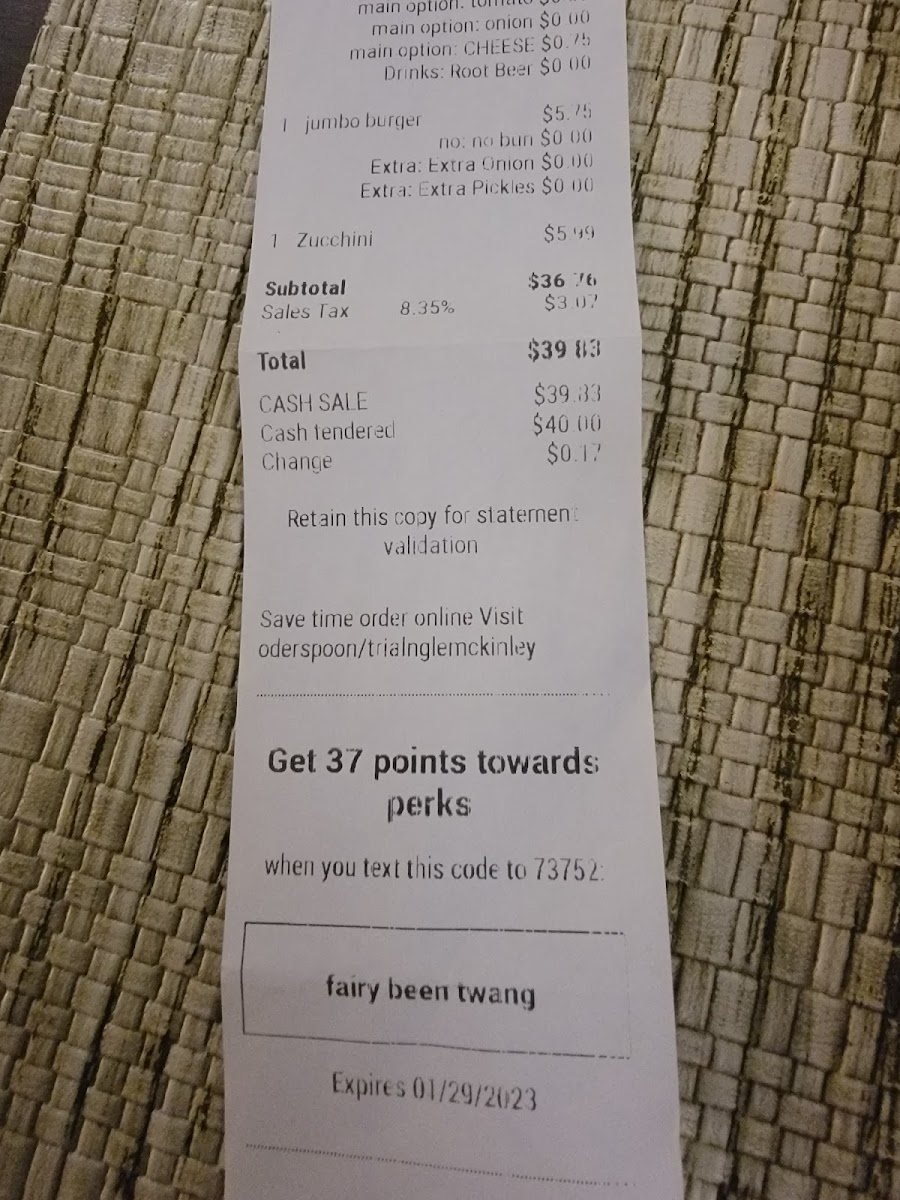 main option: tomato
main option: onion $0.00
main option: CHEESE $0.75
Drinks: Root Beer $0.00
1 jumbo burger $5.75
no: no bun $0.00
Extra: Extra Onion $0.00
Extra: Extra Pickles $0.00
1 Zucchini $5.99
Subtotal $36.76
Sales Tax 8.35% $3.07
Total $39.83
CASH SALE $39.83
Cash tendered $40.00
Change $0.17
Retain this copy for statement
validation
Save time order online Visit
oderspoon/trialnglemckinley
Get 37 points towards
perks
when you text this code to 73752:
fairy been twang
Expires 01/29/2023